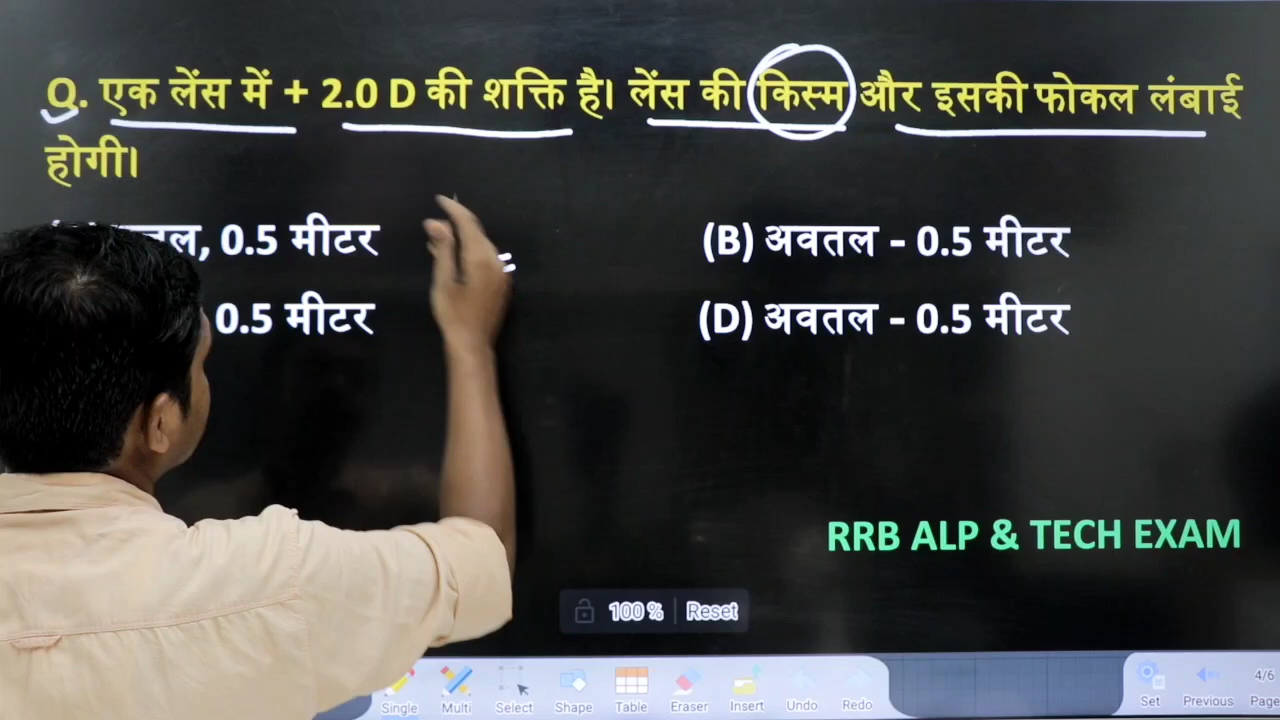 Q. एक लेंस में + 2.0 D की शक्ति है। लेंस की किस्म और इसकी फोकल लंबाई
होगी।
, 0.5 मीटर
=
(B) अवतल - 0.5 मीटर
0.5 मीटर
(D) अवतल - 0.5 मीटर
RRB ALP & TECH EXAM
100 % Reset
Single Multi Select Shape Table Eraser Insert Undo Redo Set Previous Page
4/6